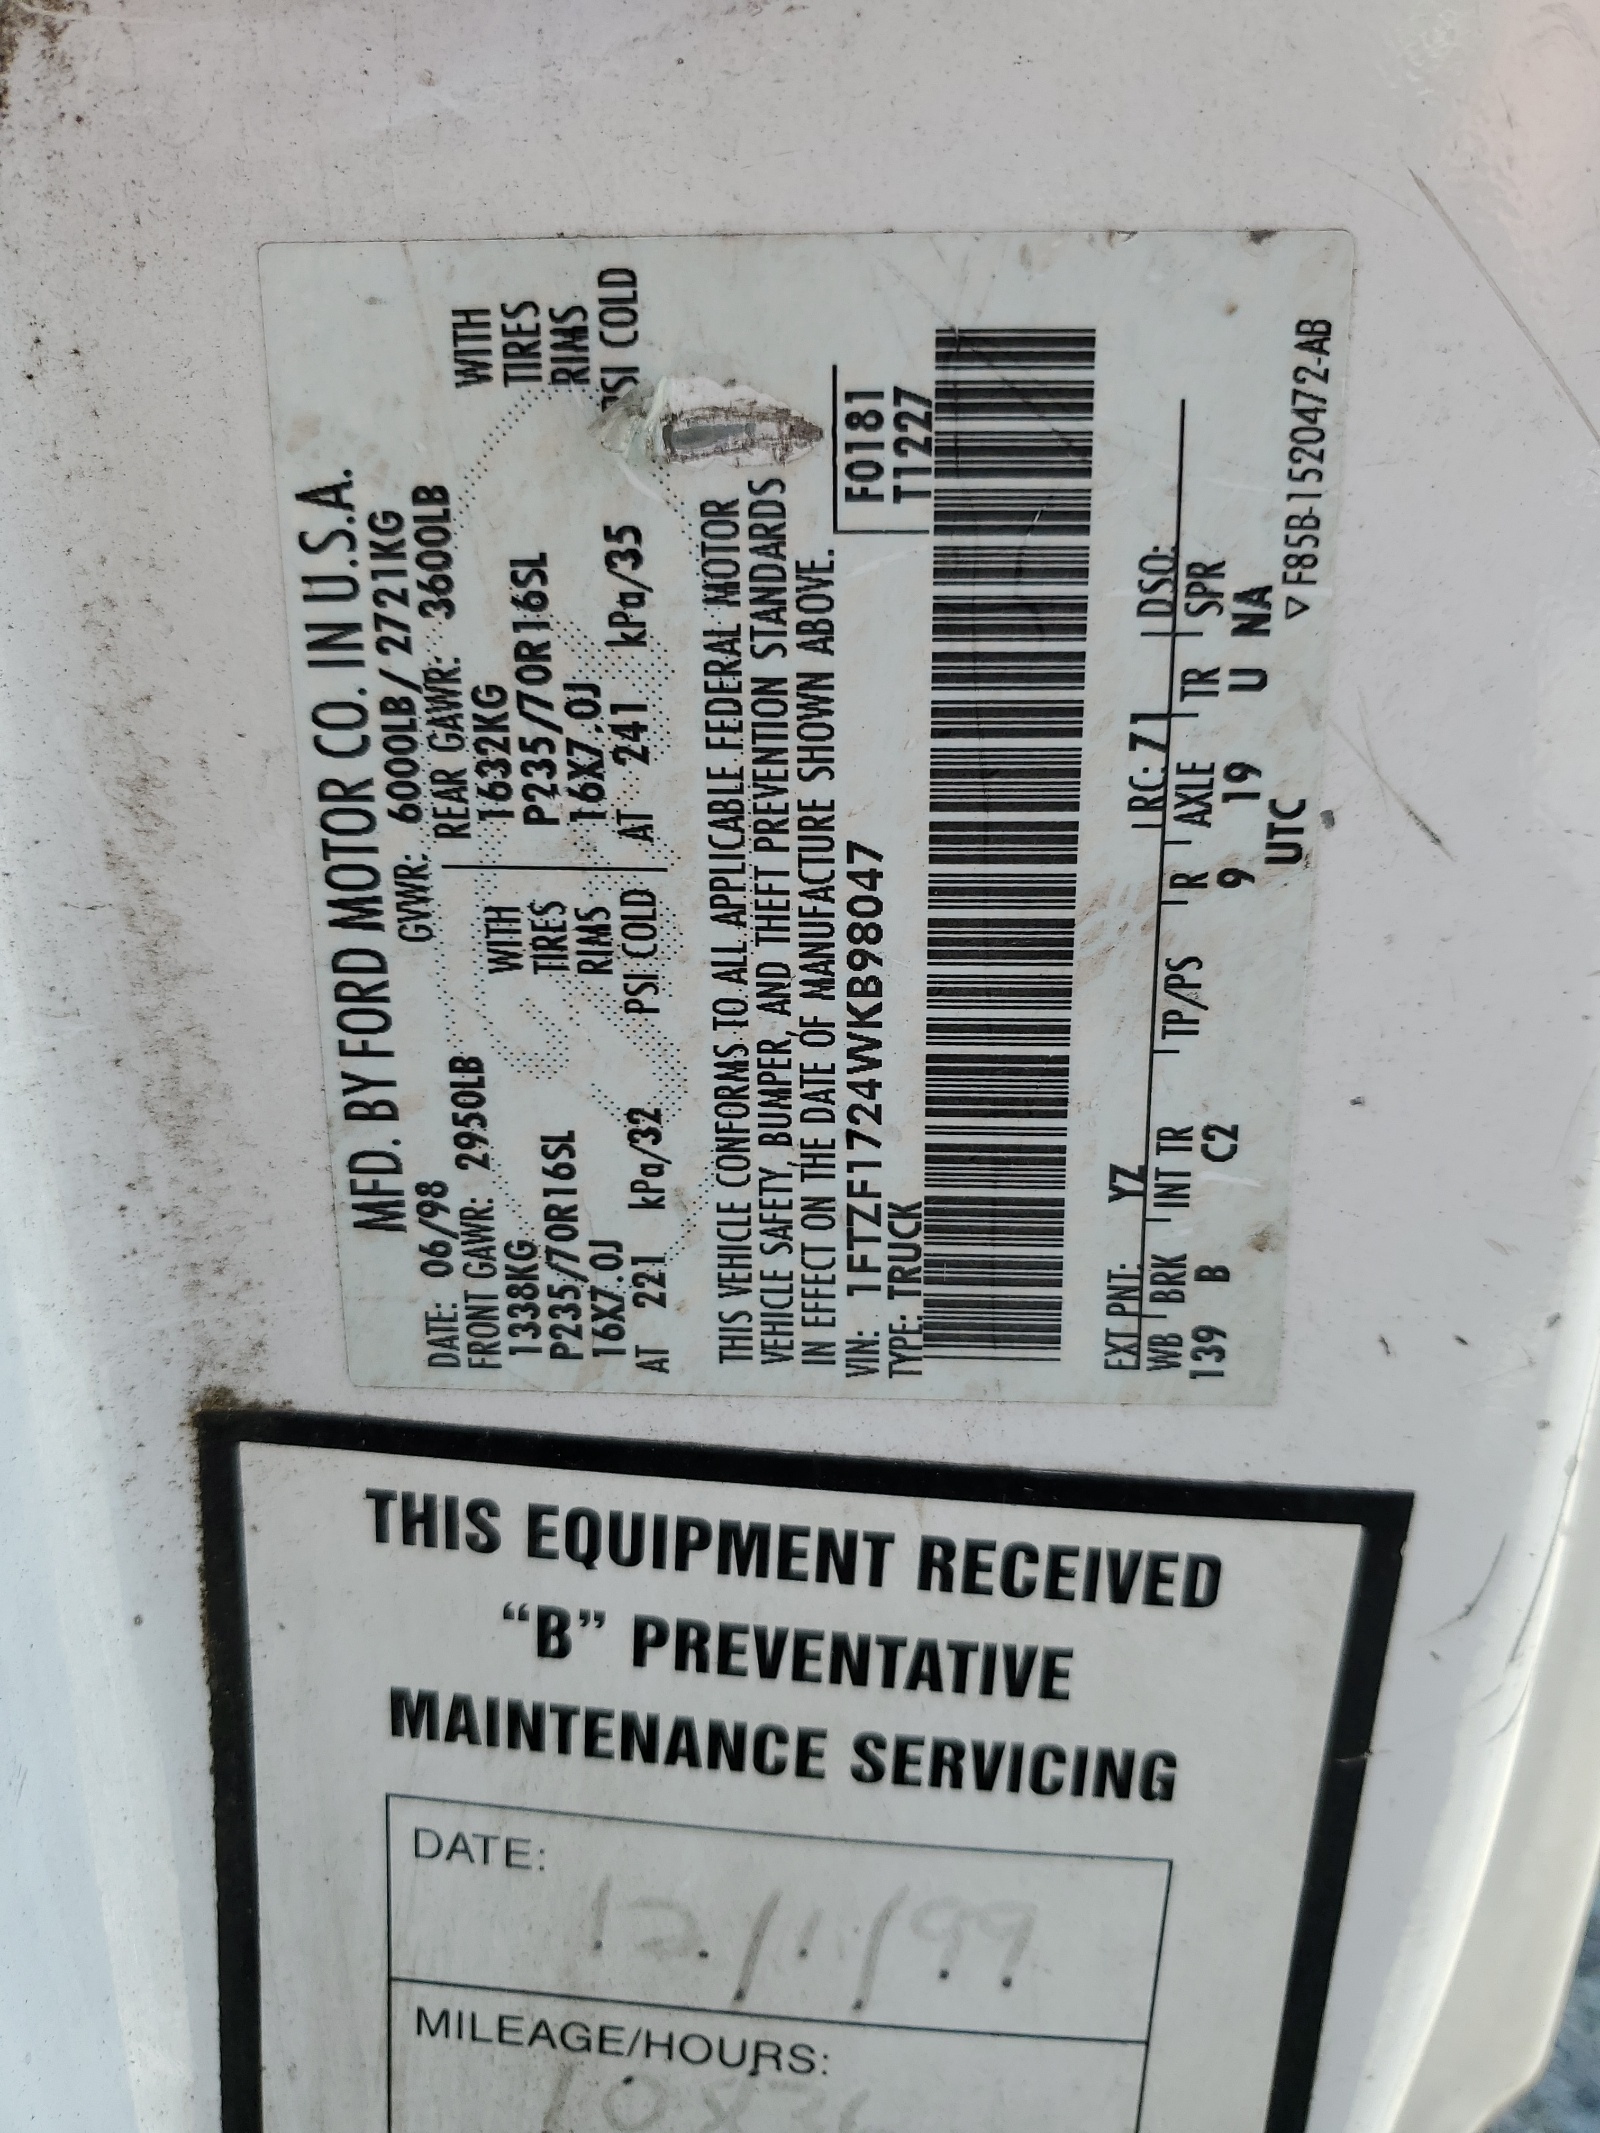 MFD. BY FORD MOTOR CO. IN U.S.A.
DATE: 06/98 GVWR: 6000LB/2721KG
FRONT GAWR: 2950LB REAR GAWR: 3600LB
1338KG WITH 1632KG WITH
P235/70R16SL TIRES P235/70R16SL TIRES
16X7.0J RIMS 16X7.0J RIMS
AT 221 kPa/32 PSI COLD AT 241 kPa/35 PSI COLD
THIS VEHICLE CONFORMS TO ALL APPLICABLE FEDERAL MOTOR
VEHICLE SAFETY, BUMPER, AND THEFT PREVENTION STANDARDS
IN EFFECT ON THE DATE OF MANUFACTURE SHOWN ABOVE.
VIN: 1FTZF1724WKB98047 F0181
TYPE: TRUCK T1227
EXT PNT: YZ RC: Z1 DSO:
WB BRK INT TR TP/PS R AXLE TR SPR
139 B C2 9 19 U NA
UTC
▽ F85B-1520472-AB
THIS EQUIPMENT RECEIVED
"B" PREVENTATIVE
MAINTENANCE SERVICING
DATE:
12/1/99
MILEAGE/HOURS: